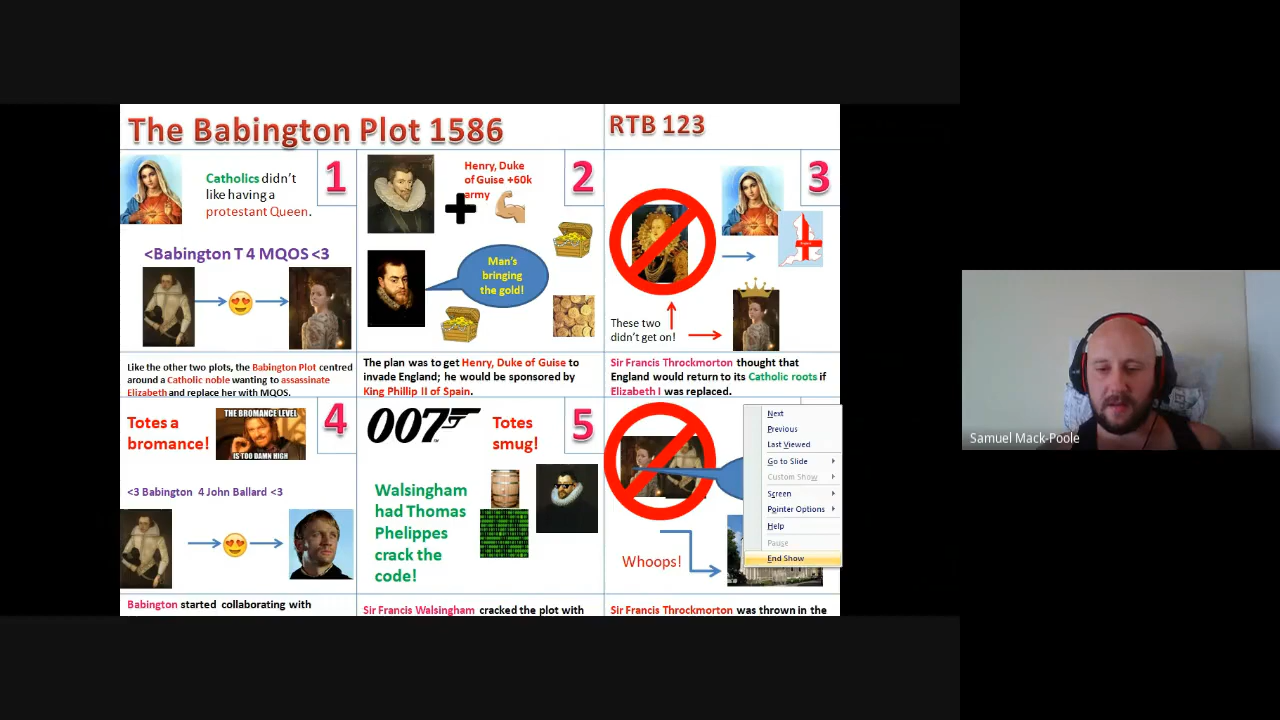 The Babington Plot 1586
RTB 123
1
Catholics didn't
like having a
protestant Queen.
<Babington T 4 MQOS <3
Like the other two plots, the Babington Plot centred
around a Catholic noble wanting to assassinate
Elizabeth and replace her with MQOS.
2
Henry, Duke
of Guise +60k
army
Man's
bringing
the gold!
The plan was to get Henry, Duke of Guise to
invade England; he would be sponsored by
King Phillip II of Spain.
3
These two
didn't get on!
Sir Francis Throckmorton thought that
England would return to its Catholic roots if
Elizabeth I was replaced.
4
Totes a
bromance!
THE BROMANCE LEVEL
IS TOO DAMN HIGH
<3 Babington 4 John Ballard <3
Babington started collaborating with
5
007
Totes
smug!
Walsingham
had Thomas
Phelippes
crack the
code!
Sir Francis Walsingham cracked the plot with
Whoops!
Sir Francis Throckmorton was thrown in the
Next
Previous
Last Viewed
Go to Slide
Custom Show
Screen
Pointer Options
Help
Pause
End Show
Samuel Mack-Poole